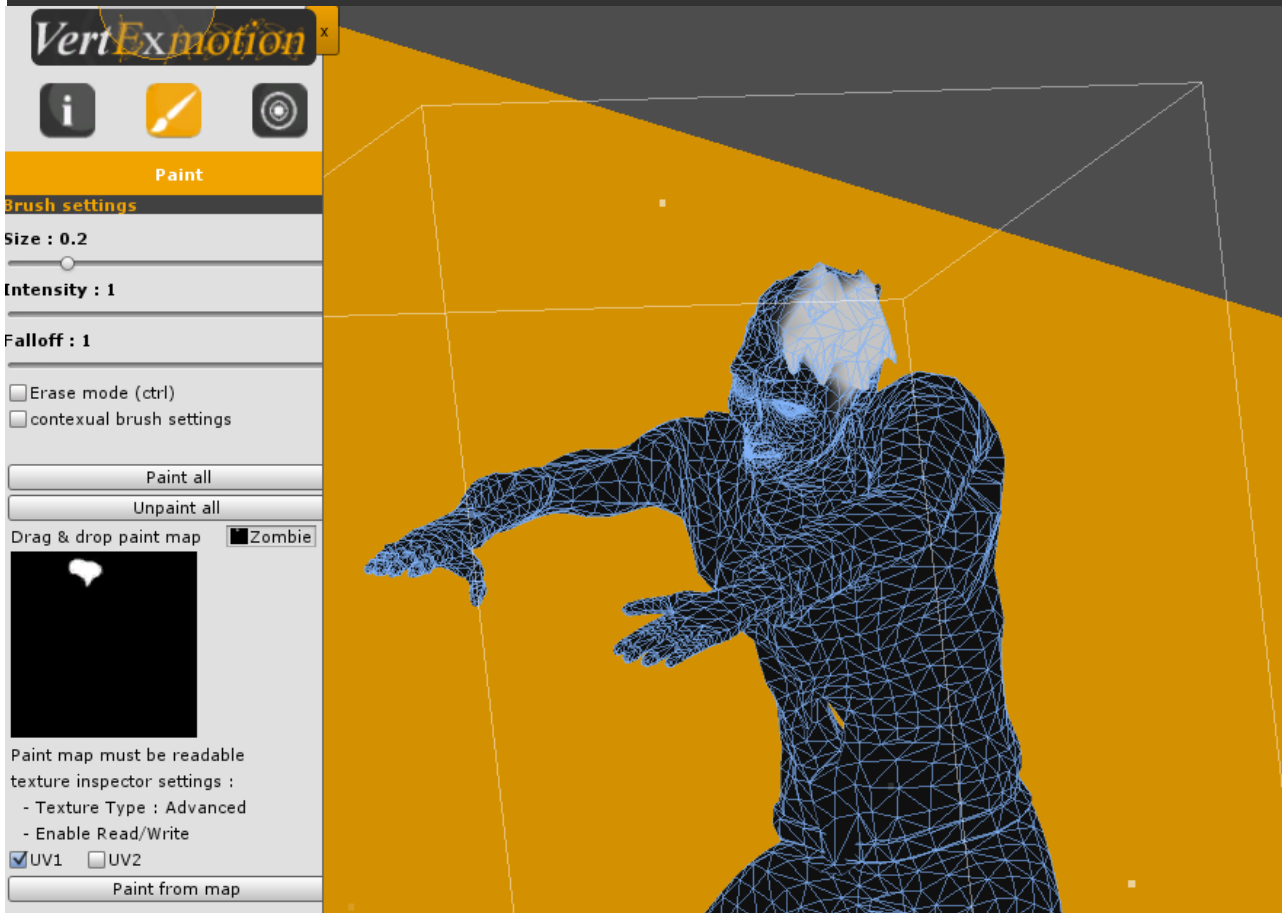 VertExmotion
x
i
Paint
Brush settings
Size : 0.2
Intensity : 1
Falloff : 1
Erase mode (ctrl)
contexual brush settings
Paint all
Unpaint all
Drag & drop paint map Zombie
Paint map must be readable
texture inspector settings :
- Texture Type : Advanced
- Enable Read/Write
UV1 UV2
Paint from map